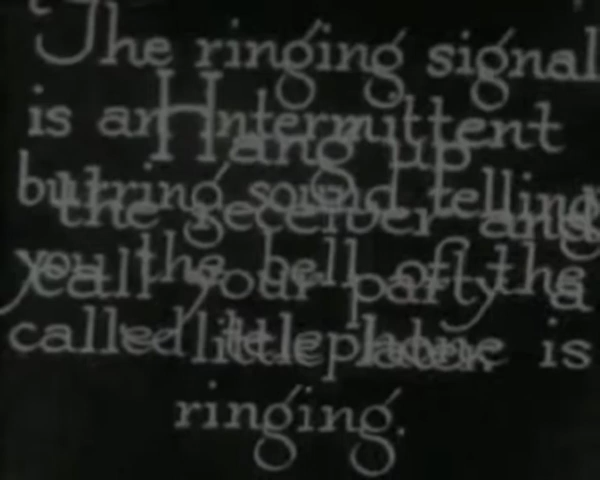 The ringing signal
is an intermittent
Hang up
burring sound telling
the receiver and
you the bell of the
call your party a
called telephone is
little later.
ringing.